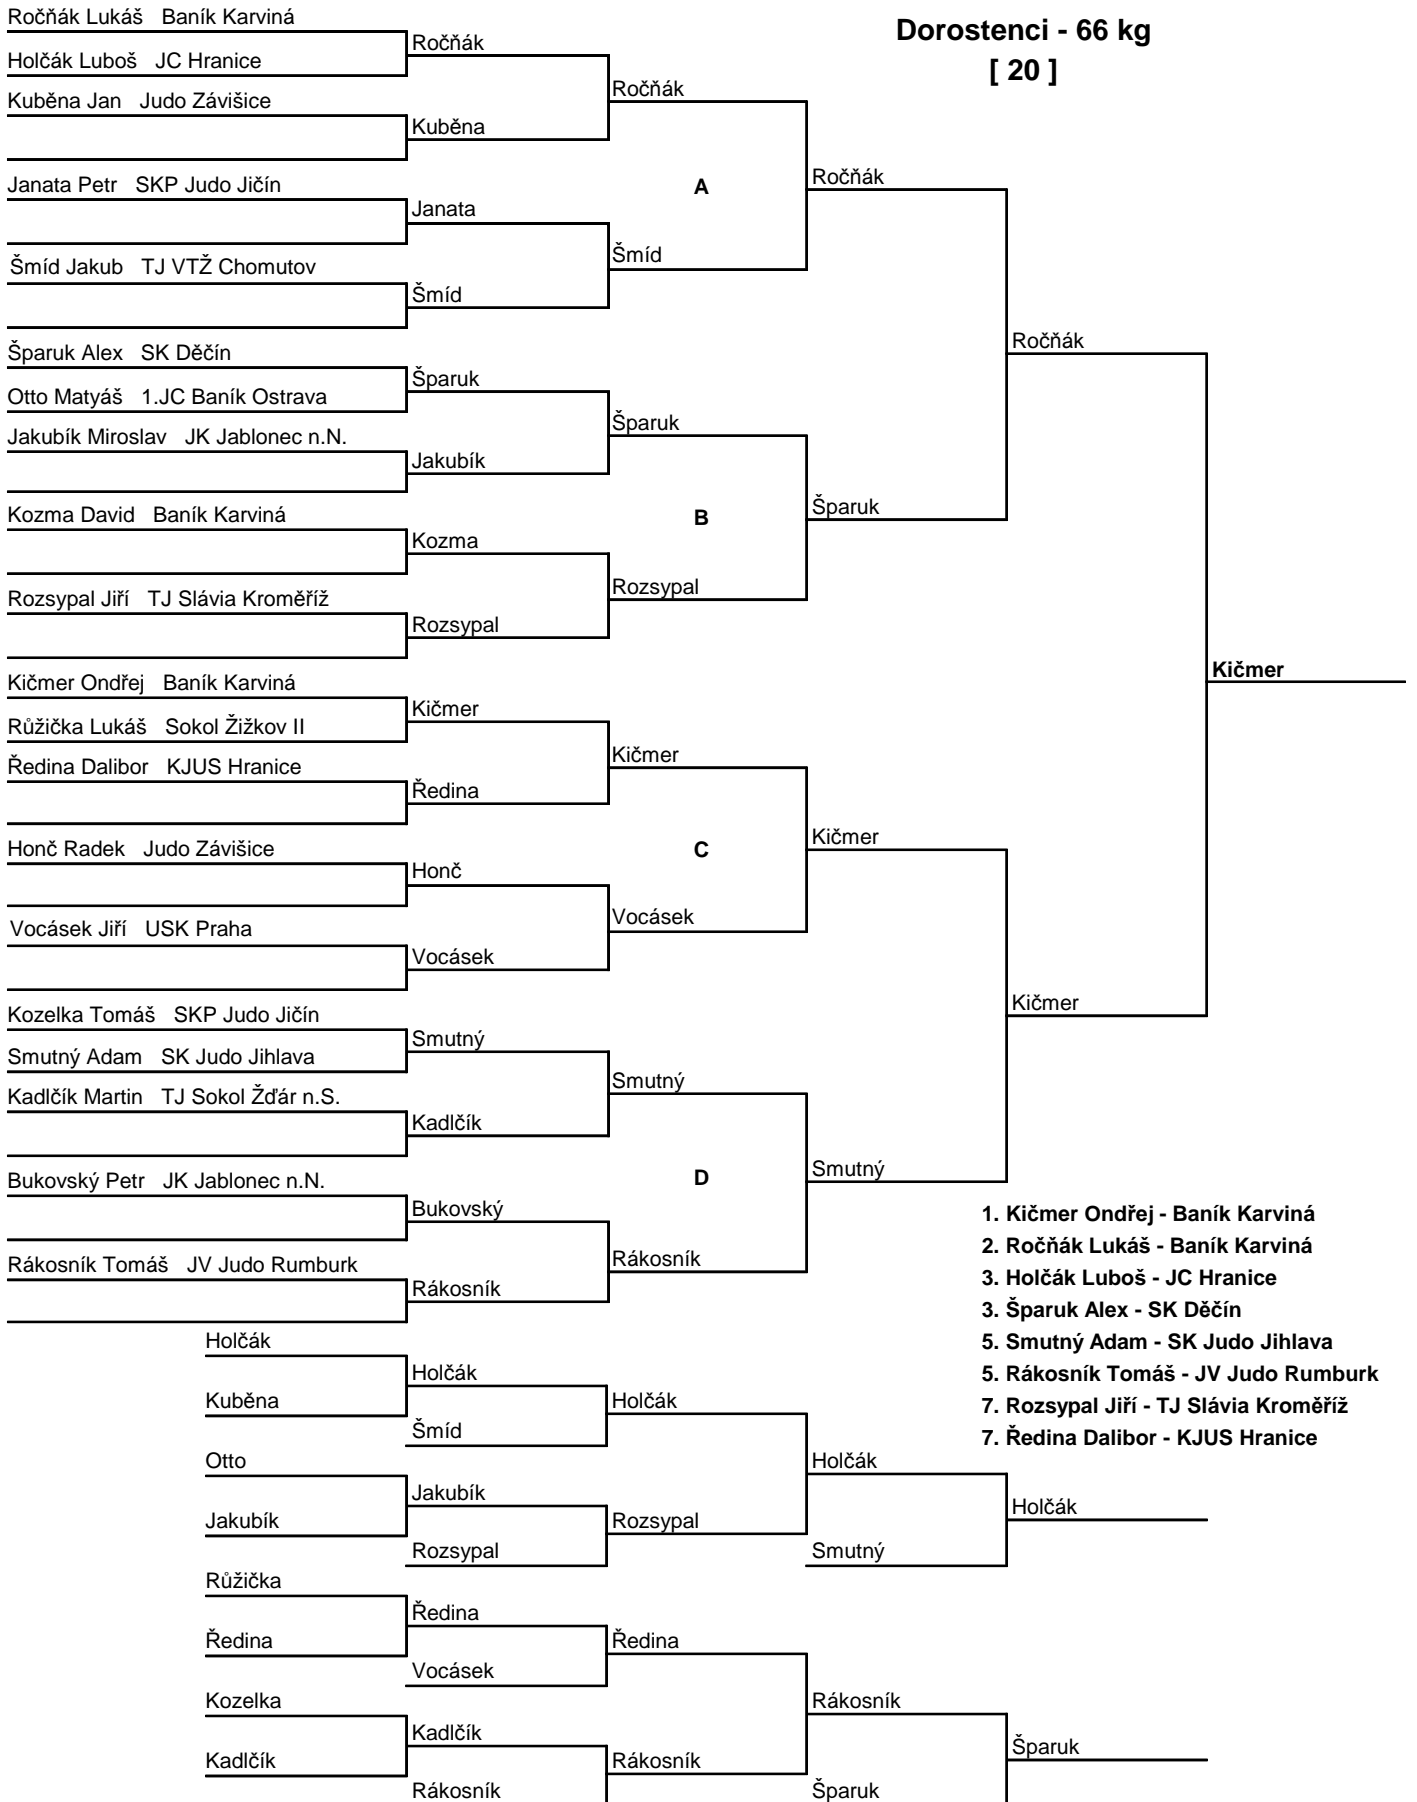 Dorostenci - 66 kg
[ 20 ]
Ročňák Lukáš   Baník Karviná
Ročňák
Holčák Luboš   JC Hranice
Ročňák
Kuběna Jan   Judo Závišice
Kuběna
Janata Petr   SKP Judo Jičín
A
Ročňák
Janata
Šmíd
Šmíd Jakub   TJ VTŽ Chomutov
Šmíd
Ročňák
Šparuk Alex   SK Děčín
Šparuk
Otto Matyáš   1.JC Baník Ostrava
Šparuk
Jakubík Miroslav   JK Jablonec n.N.
Jakubík
Kozma David   Baník Karviná
B
Šparuk
Kozma
Rozsypal
Rozsypal Jiří   TJ Slávia Kroměříž
Rozsypal
Kičmer
Kičmer Ondřej   Baník Karviná
Kičmer
Růžička Lukáš   Sokol Žižkov II
Kičmer
Ředina Dalibor   KJUS Hranice
Ředina
Honč Radek   Judo Závišice
C
Kičmer
Honč
Vocásek
Vocásek Jiří   USK Praha
Vocásek
Kičmer
Kozelka Tomáš   SKP Judo Jičín
Smutný
Smutný Adam   SK Judo Jihlava
Smutný
Kadlčík Martin   TJ Sokol Žďár n.S.
Kadlčík
Bukovský Petr   JK Jablonec n.N.
D
Smutný
Bukovský
Rákosník
Rákosník Tomáš   JV Judo Rumburk
Rákosník
1. Kičmer Ondřej - Baník Karviná
2. Ročňák Lukáš - Baník Karviná
3. Holčák Luboš - JC Hranice
3. Šparuk Alex - SK Děčín
5. Smutný Adam - SK Judo Jihlava
5. Rákosník Tomáš - JV Judo Rumburk
7. Rozsypal Jiří - TJ Slávia Kroměříž
7. Ředina Dalibor - KJUS Hranice
Holčák
Holčák
Kuběna
Holčák
Šmíd
Otto
Holčák
Jakubík
Jakubík
Rozsypal
Holčák
Rozsypal
Smutný
Růžička
Ředina
Ředina
Ředina
Vocásek
Kozelka
Rákosník
Kadlčík
Kadlčík
Rákosník
Šparuk
Rákosník
Šparuk